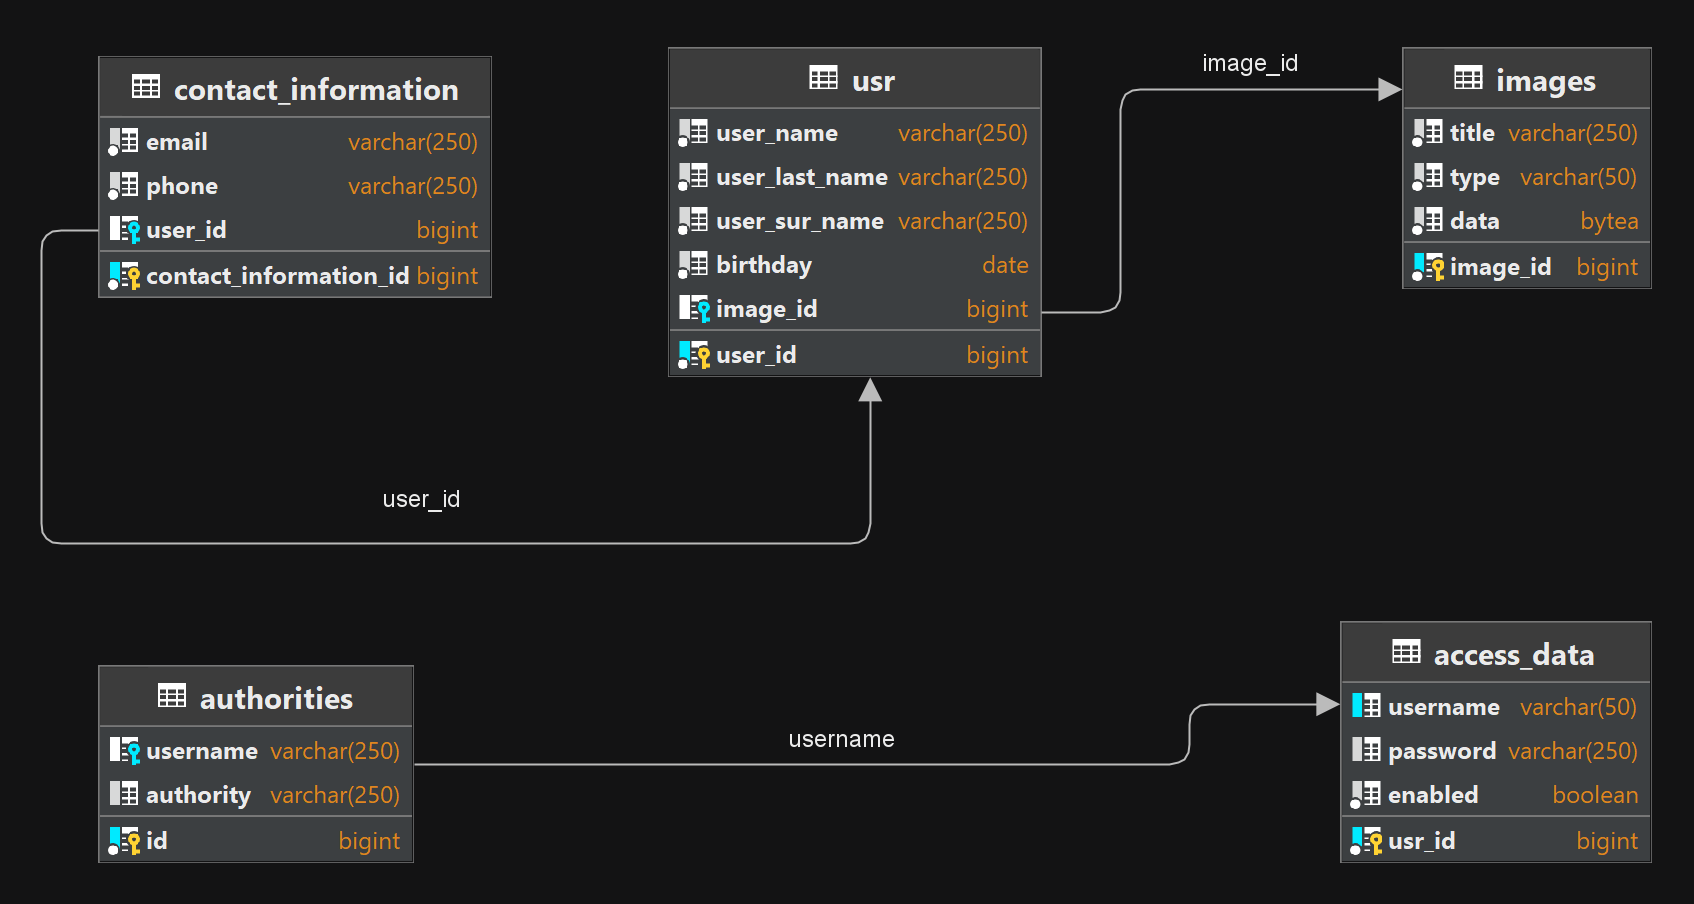 contact_information
email varchar(250)
phone varchar(250)
user_id bigint
contact_information_id bigint
usr
user_name varchar(250)
user_last_name varchar(250)
user_sur_name varchar(250)
birthday date
image_id bigint
user_id bigint
image_id
images
title varchar(250)
type varchar(50)
data bytea
image_id bigint
user_id
authorities
username varchar(250)
authority varchar(250)
id bigint
username
access_data
username varchar(50)
password varchar(250)
enabled boolean
usr_id bigint